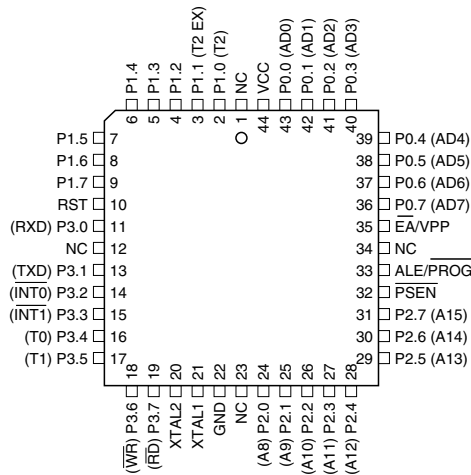 P1.4
P1.3
P1.2
P1.1 (T2 EX)
P1.0 (T2)
NC
VCC
P0.0 (AD0)
P0.1 (AD1)
P0.2 (AD2)
P0.3 (AD3)
6
5
4
3
2
1
44
43
42
41
40
P1.5 7
P1.6 8
P1.7 9
RST 10
(RXD) P3.0 11
NC 12
(TXD) P3.1 13
(INT0) P3.2 14
(INT1) P3.3 15
(T0) P3.4 16
(T1) P3.5 17
39 P0.4 (AD4)
38 P0.5 (AD5)
37 P0.6 (AD6)
36 P0.7 (AD7)
35 EA/VPP
34 NC
33 ALE/PROG
32 PSEN
31 P2.7 (A15)
30 P2.6 (A14)
29 P2.5 (A13)
18
19
20
21
22
23
24
25
26
27
28
(WR) P3.6
(RD) P3.7
XTAL2
XTAL1
GND
NC
(A8) P2.0
(A9) P2.1
(A10) P2.2
(A11) P2.3
(A12) P2.4